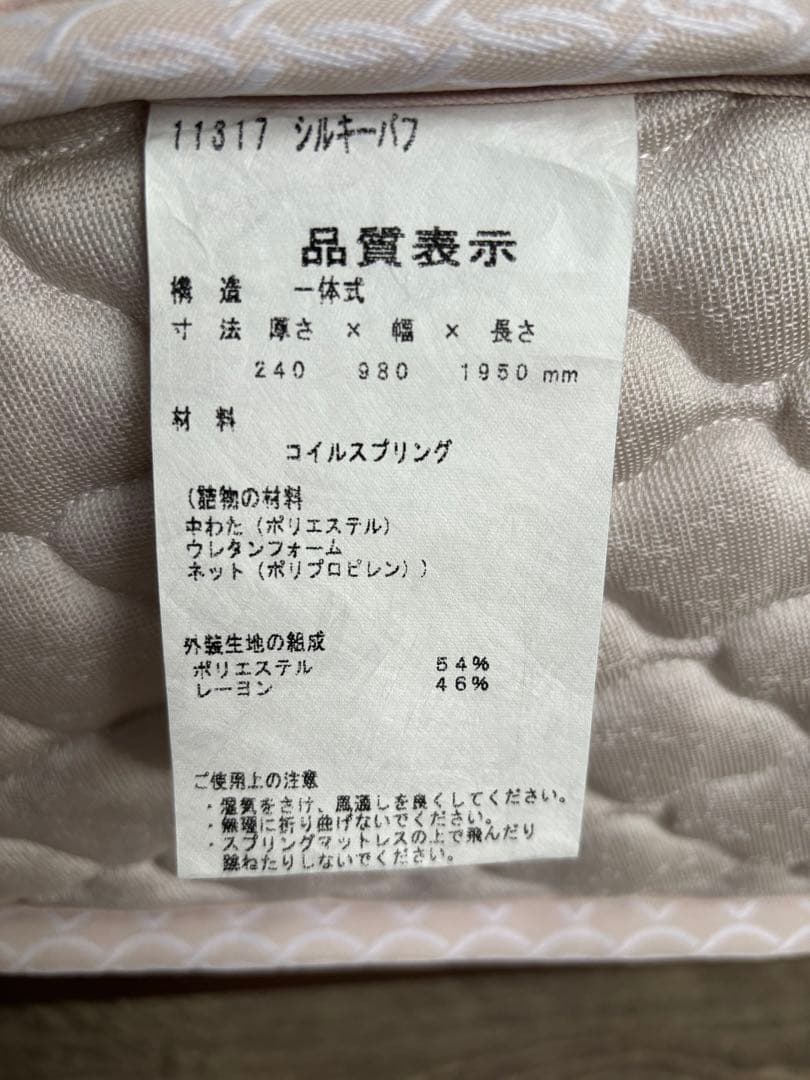 11317 シルキーパフ
品質表示
構 造 一体式
寸 法 厚さ × 幅 × 長さ
240 980 1950 mm
材 料
コイルスプリング
(詰物の材料
中わた(ポリエステル)
ウレタンフォーム
ネット(ポリプロピレン))
外装生地の組成
ポリエステル 54%
レーヨン 46%
ご使用上の注意
・湿気をさけ、風通しを良くしてください。
・無理に折り曲げないでください。
・スプリングマットレスの上で飛んだり
跳ねたりしないでください。